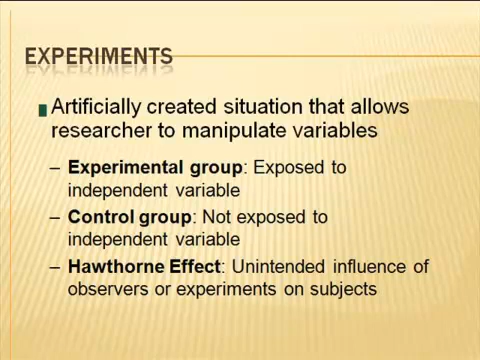 EXPERIMENTS
Artificially created situation that allows
researcher to manipulate variables
– Experimental group: Exposed to
independent variable
– Control group: Not exposed to
independent variable
– Hawthorne Effect: Unintended influence of
observers or experiments on subjects